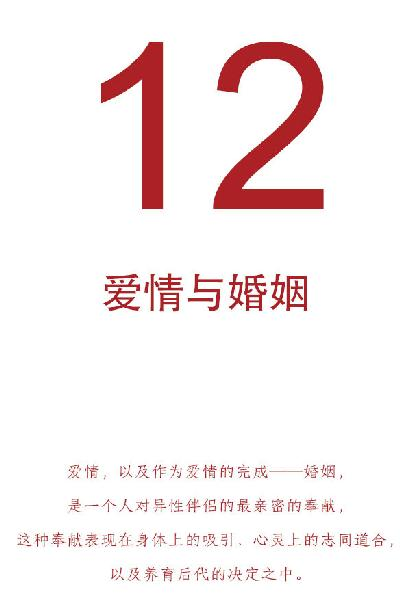 12
爱情与婚姻
爱情，以及作为爱情的完成——婚姻，
是一个人对异性伴侣的最亲密的奉献，
这种奉献表现在身体上的吸引、心灵上的志同道合，
以及养育后代的决定之中。